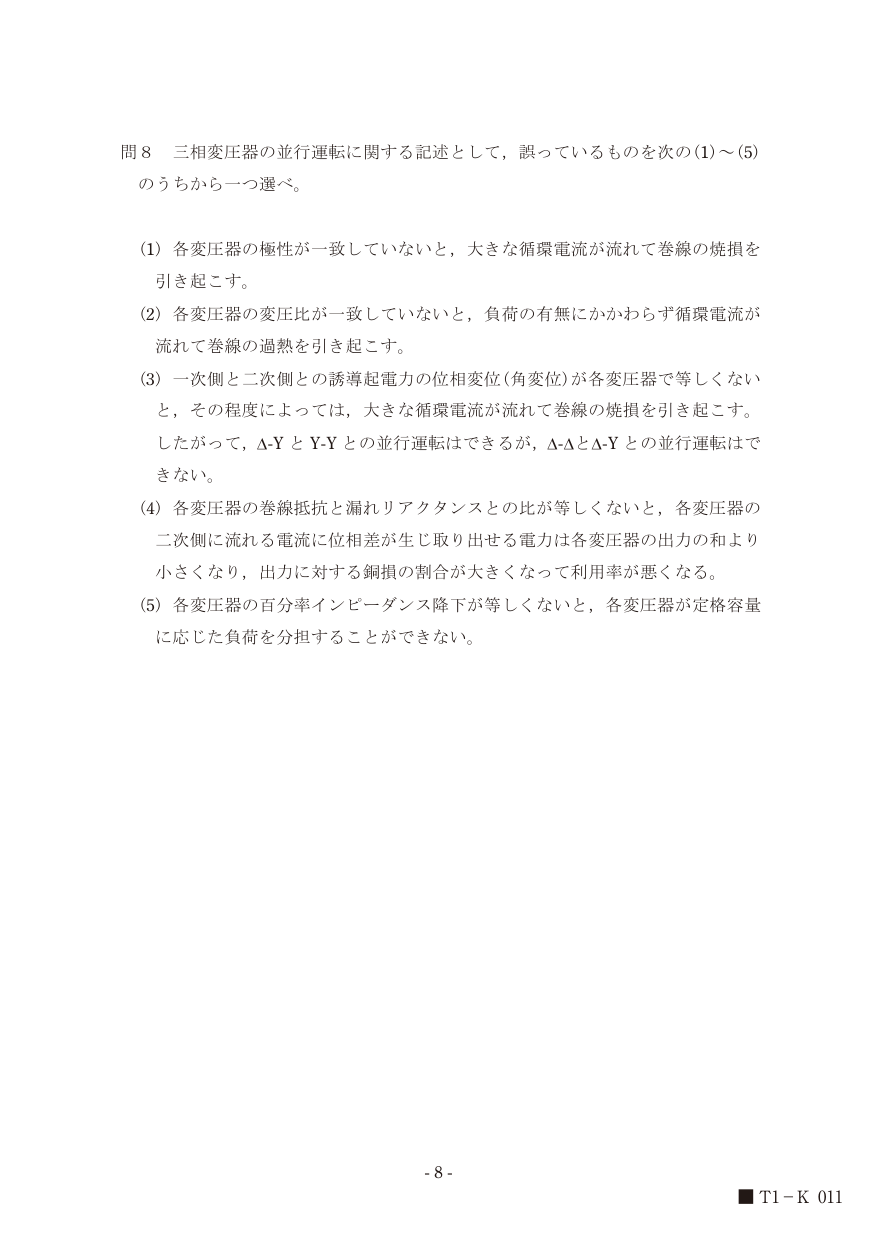 問８　三相変圧器の並行運転に関する記述として，誤っているものを次の(1)～(5)
のうちから一つ選べ。
(1) 各変圧器の極性が一致していないと，大きな循環電流が流れて巻線の焼損を
引き起こす。
(2) 各変圧器の変圧比が一致していないと，負荷の有無にかかわらず循環電流が
流れて巻線の過熱を引き起こす。
(3) 一次側と二次側との誘導起電力の位相変位(角変位)が各変圧器で等しくない
と，その程度によっては，大きな循環電流が流れて巻線の焼損を引き起こす。
したがって，Δ-Y と Y-Y との並行運転はできるが，Δ-ΔとΔ-Y との並行運転はで
きない。
(4) 各変圧器の巻線抵抗と漏れリアクタンスとの比が等しくないと，各変圧器の
二次側に流れる電流に位相差が生じ取り出せる電力は各変圧器の出力の和より
小さくなり，出力に対する銅損の割合が大きくなって利用率が悪くなる。
(5) 各変圧器の百分率インピーダンス降下が等しくないと，各変圧器が定格容量
に応じた負荷を分担することができない。
- 8 -
■ T1－K 011